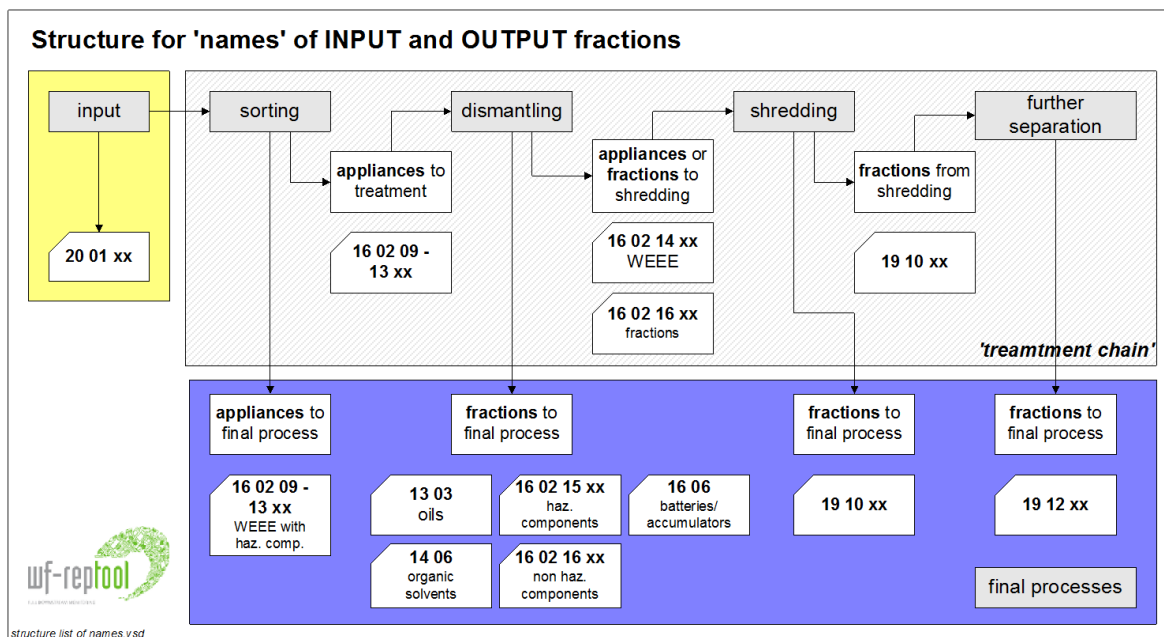 Structure for 'names' of INPUT and OUTPUT fractions
input
sorting
dismantling
shredding
further
separation
appliances to
treatment
appliances or
fractions to
shredding
fractions from
shredding
20 01 xx
16 02 09 -
13 xx
16 02 14 xx
WEEE
16 02 16 xx
fractions
19 10 xx
'treamtment chain'
appliances to
final process
fractions to
final process
fractions to
final process
fractions to
final process
16 02 09 -
13 xx
WEEE with
haz. comp.
13 03
oils
16 02 15 xx
haz.
components
16 06
batteries/
accumulators
19 10 xx
19 12 xx
14 06
organic
solvents
16 02 16 xx
non haz.
components
final processes
wf-reptool
structure list of names.vsd